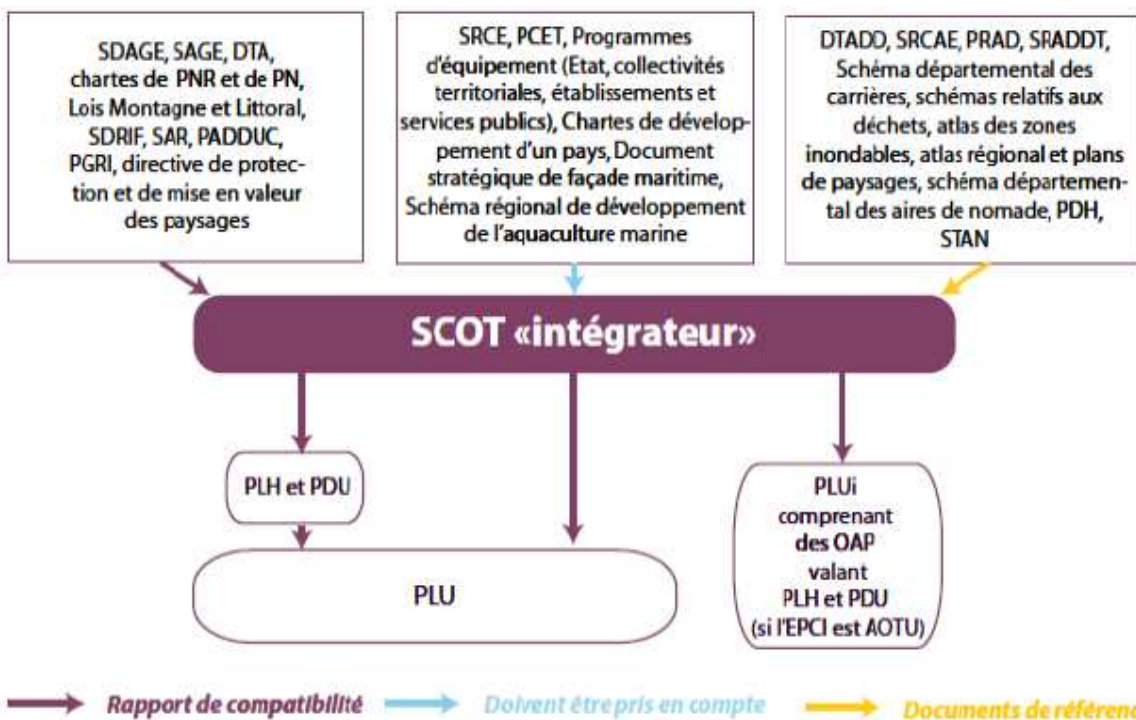 SDAGE, SAGE, DTA,
chartes de PNR et de PN,
Lois Montagne et Littoral,
SDRIF, SAR, PADDUC,
PGRI, directive de protec-
tion et de mise en valeur
des paysages
SRCE, PCET, Programmes
d'équipement (Etat, collectivités
territoriales, établissements et
services publics), Chartes de dévelop-
pement d'un pays, Document
stratégique de façade maritime,
Schéma régional de développement
de l'aquaculture marine
DTADD, SRCAE, PRAD, SRADDT,
Schéma départemental des
carrières, schémas relatifs aux
déchets, atlas des zones
inondables, atlas régional et plans
de paysages, schéma départemen-
tal des aires de nomade, PDH,
STAN
SCOT «intégrateur»
PLH et PDU
PLU
PLUi
comprenant
des OAP
valant
PLH et PDU
(si l'EPCI est AOTU)
Rapport de compatibilité
Doivent être pris en compte
Documents de référenc